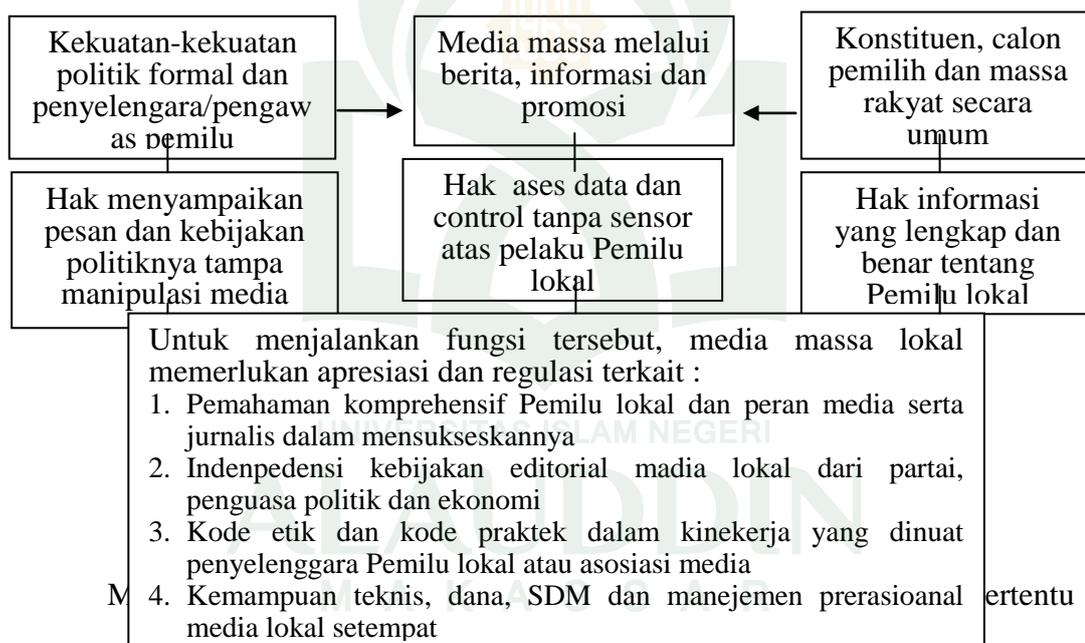 Kekuatan-kekuatan
politik formal dan
penyelengara/pengaw
as pemilu
Media massa melalui
berita, informasi dan
promosi
Konstituen, calon
pemilih dan massa
rakyat secara
umum
Hak menyampaikan
pesan dan kebijakan
politiknya tampa
manipulasi media
Hak ases data dan
control tanpa sensor
atas pelaku Pemilu
lokal
Hak informasi
yang lengkap dan
benar tentang
Pemilu lokal
Untuk menjalankan fungsi tersebut, media massa lokal
memerlukan apresiasi dan regulasi terkait :
1. Pemahaman komprehensif Pemilu lokal dan peran media serta
jurnalis dalam mensukseskannya
2. Indenpedensi kebijakan editorial madia lokal dari partai,
penguasa politik dan ekonomi
3. Kode etik dan kode praktek dalam kinekerja yang dinuat
penyelenggara Pemilu lokal atau asosiasi media
4. Kemampuan teknis, dana, SDM dan manejemen prerasioanal
media lokal setempat
ertentu
UNIVERSITAS ISLAM NEGERI
ALAUDDIN
MAKASSAR